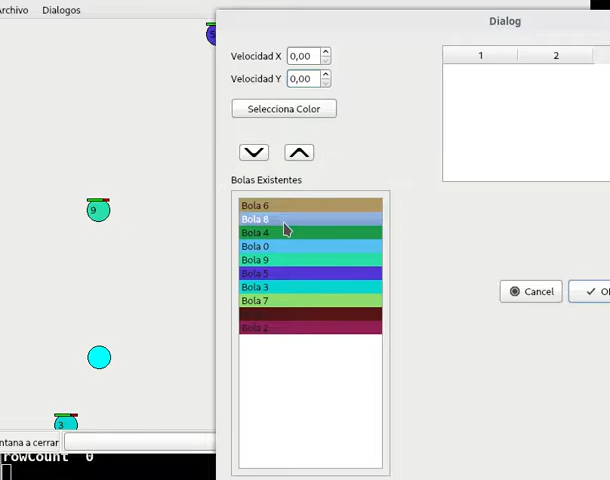 Archivo Dialogos
Dialog
5
Velocidad X 0,00
Velocidad Y 0,00
1 2
Selecciona Color
Bolas Existentes
Bola 6
Bola 8
Bola 4
Bola 0
Bola 9
Bola 5
Bola 3
Bola 7
Bola 2
9
3
Cancel
ntana a cerrar
rowCount 0